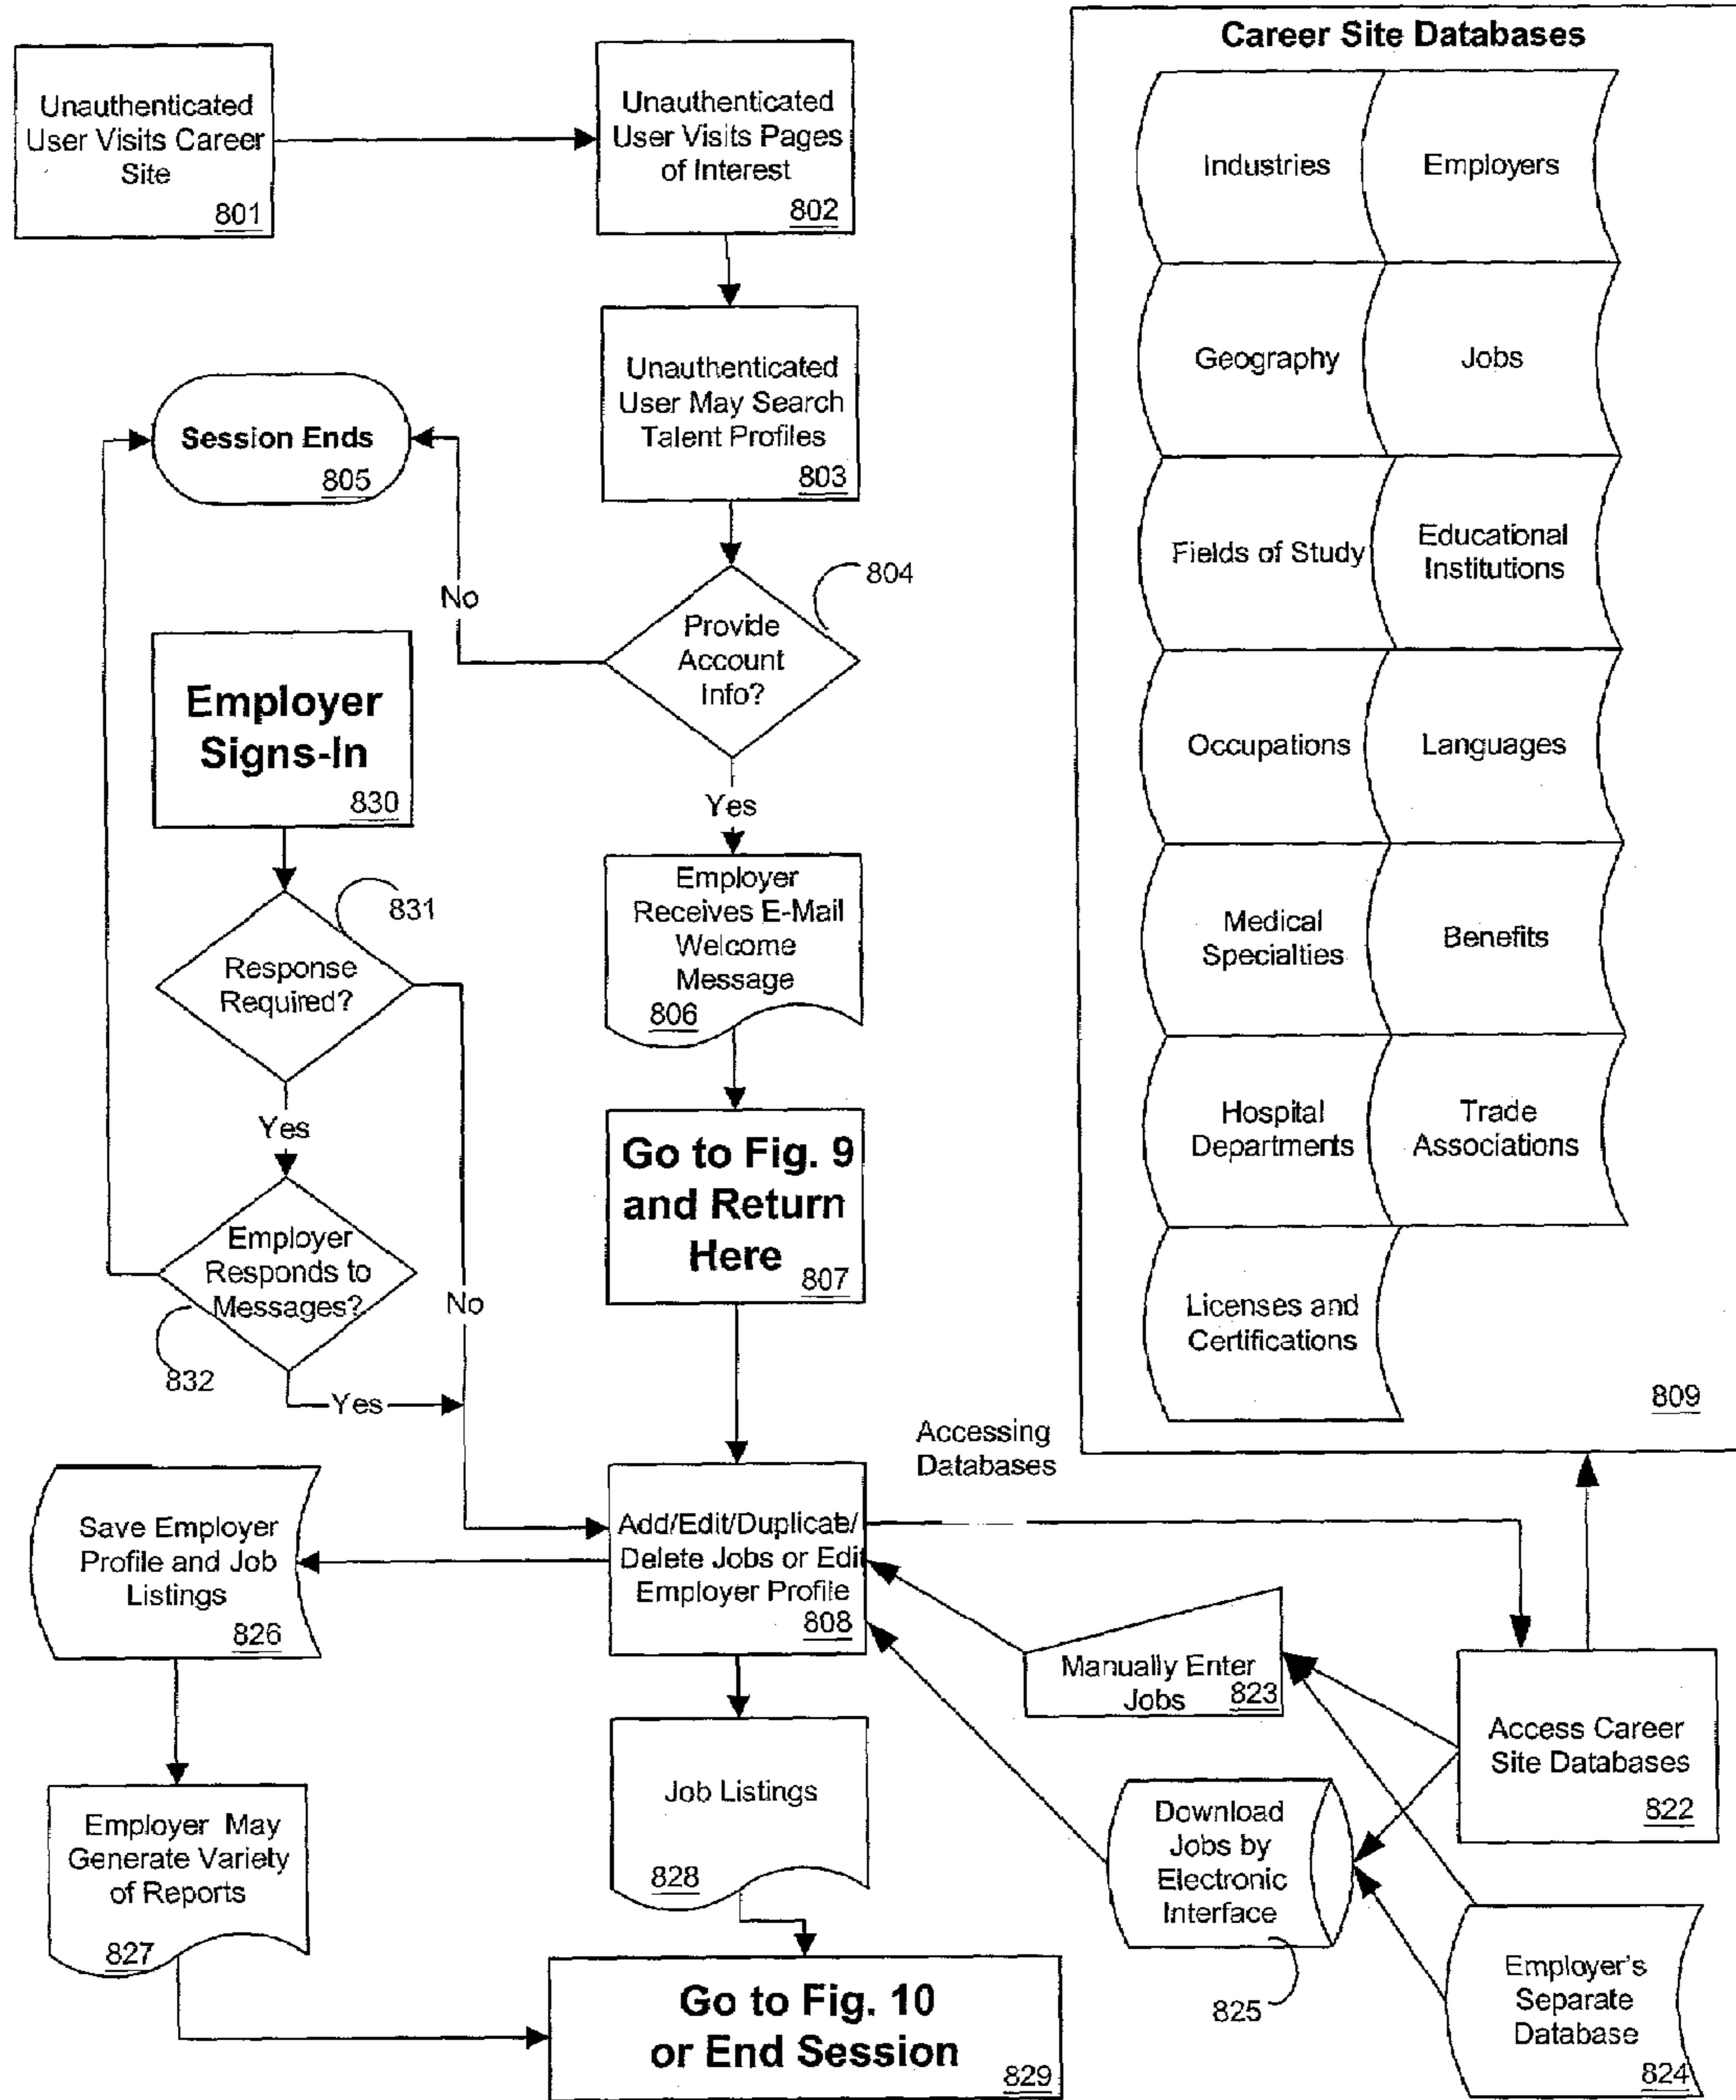 Career Site Databases
Unauthenticated
User Visits Career
Site
801
Unauthenticated
User Visits Pages
of Interest
802
Unauthenticated
User May Search
Talent Profiles
803
Session Ends
805
804
Provide
Account
Info?
No
Yes
Employer
Signs-In
830
831
Response
Required?
Yes
No
Employer
Responds to
Messages?
832
Yes
Employer
Receives E-Mail
Welcome
Message
806
Go to Fig. 9
and Return
Here
807
Industries
Employers
Geography
Jobs
Fields of Study
Educational
Institutions
Occupations
Languages
Medical
Specialties
Benefits
Hospital
Departments
Trade
Associations
Licenses and
Certifications
809
Accessing
Databases
Save Employer
Profile and Job
Listings
826
Add/Edit/Duplicate/
Delete Jobs or Edit
Employer Profile
808
Manually Enter
Jobs 823
Access Career
Site Databases
822
Employer May
Generate Variety
of Reports
827
Job Listings
828
Download
Jobs by
Electronic
Interface
825
Employer's
Separate
Database
824
Go to Fig. 10
or End Session
829